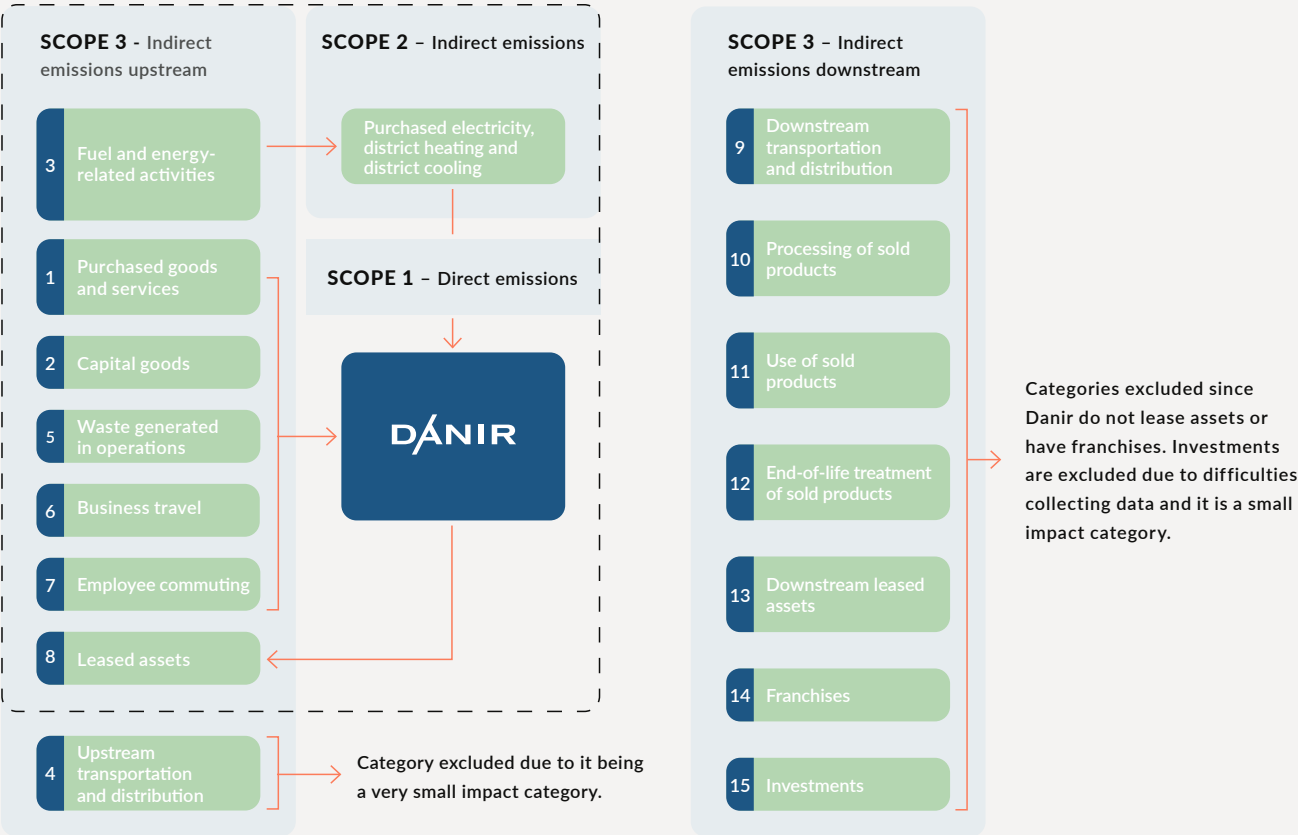 SCOPE 3 - Indirect
emissions upstream
3
Fuel and energy-
related activities
1
Purchased goods
and services
2
Capital goods
5
Waste generated
in operations
6
Business travel
7
Employee commuting
8
Leased assets
4
Upstream
transportation
and distribution
Category excluded due to it being
a very small impact category.
SCOPE 2 – Indirect emissions
Purchased electricity,
district heating and
district cooling
SCOPE 1 – Direct emissions
DANIR
SCOPE 3 – Indirect
emissions downstream
9
Downstream
transportation
and distribution
10
Processing of sold
products
11
Use of sold
products
12
End-of-life treatment
of sold products
13
Downstream leased
assets
14
Franchises
15
Investments
Categories excluded since
Danir do not lease assets or
have franchises. Investments
are excluded due to difficulties
collecting data and it is a small
impact category.